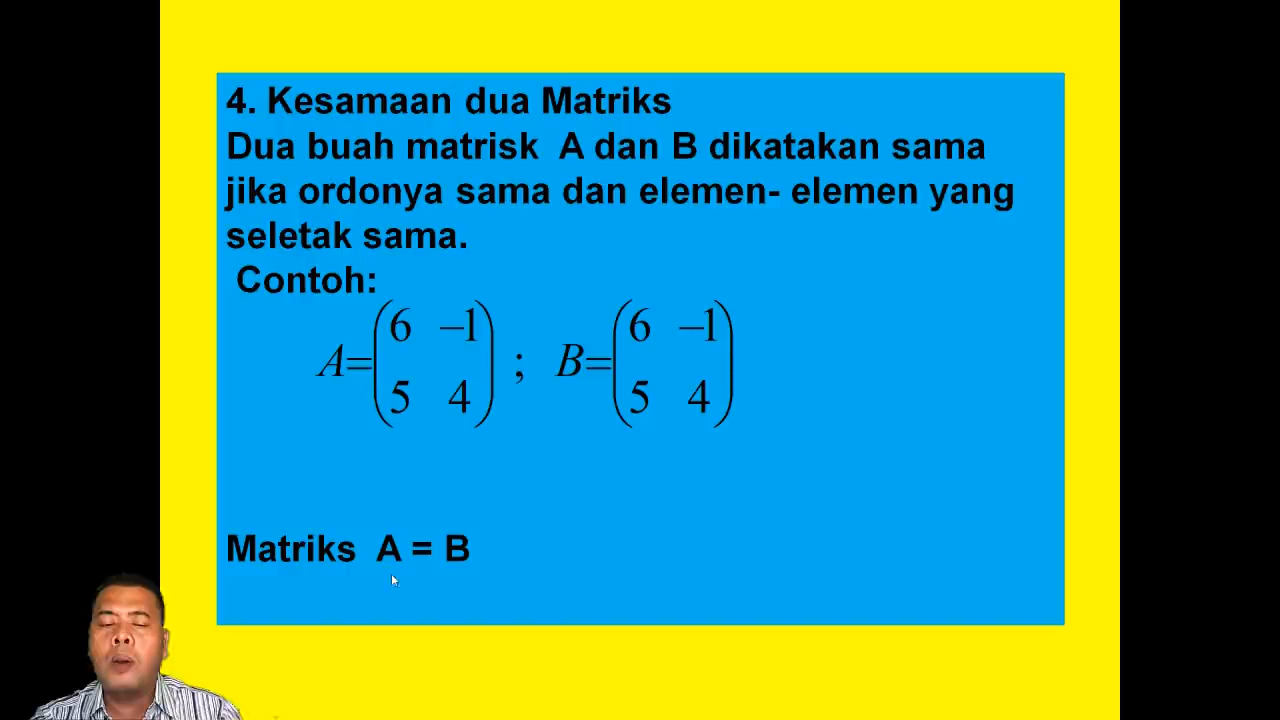 4. Kesamaan dua Matriks
Dua buah matrisk A dan B dikatakan sama
jika ordonya sama dan elemen- elemen yang
seletak sama.
Contoh:
A=(6 –1
5 4) ; B=(6 –1
5 4)
Matriks A = B